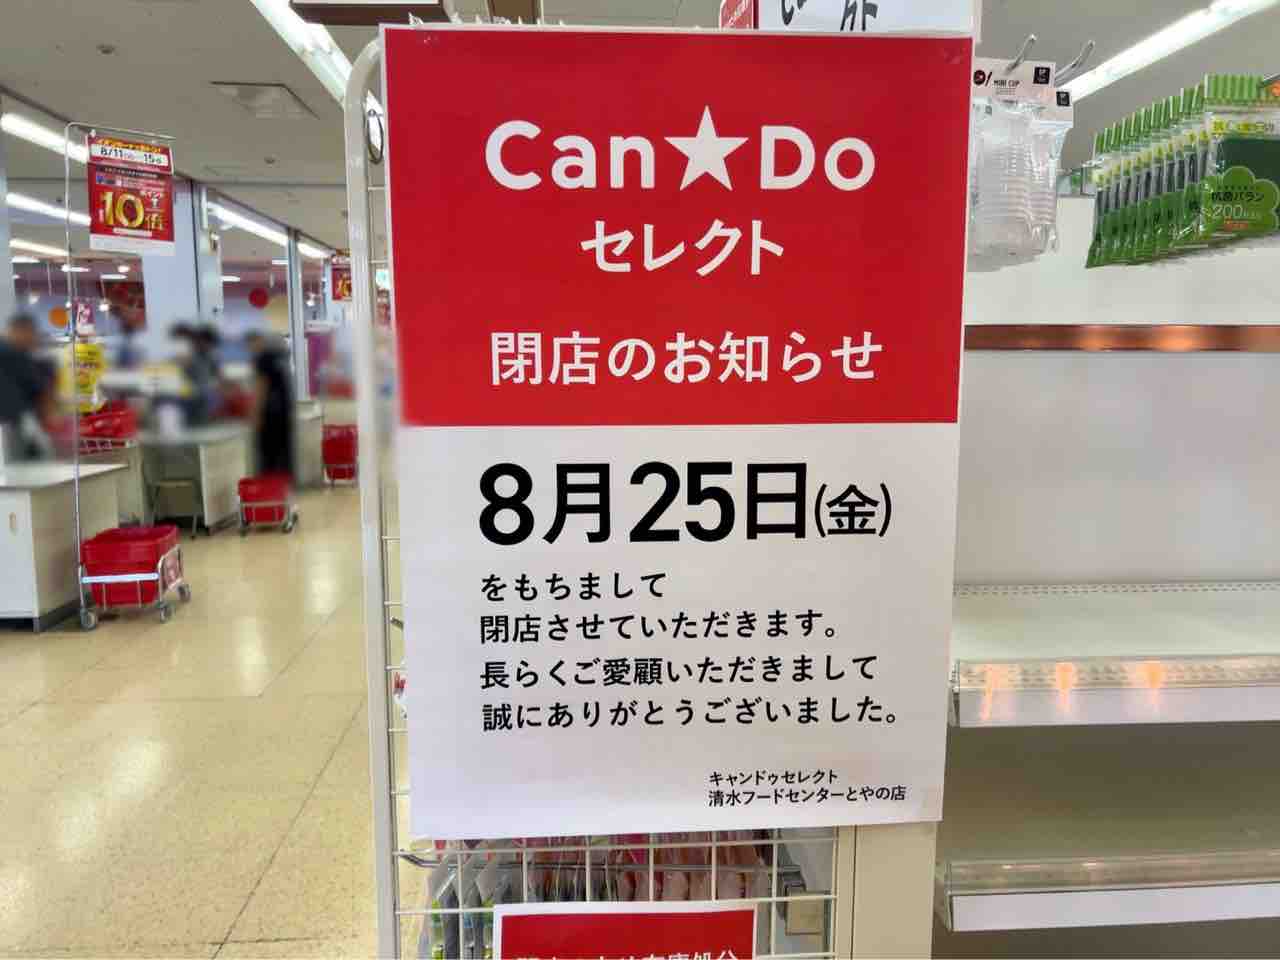 Can★Do
セレクト
閉店のお知らせ
8月25日(金)
をもちまして
閉店させていただきます。
長らくご愛顧いただきまして
誠にありがとうございました。
キャンドゥセレクト
清水フードセンターとやの店
8/11
15
ポイント
10倍
MINI CUP
抗菌バラン
200